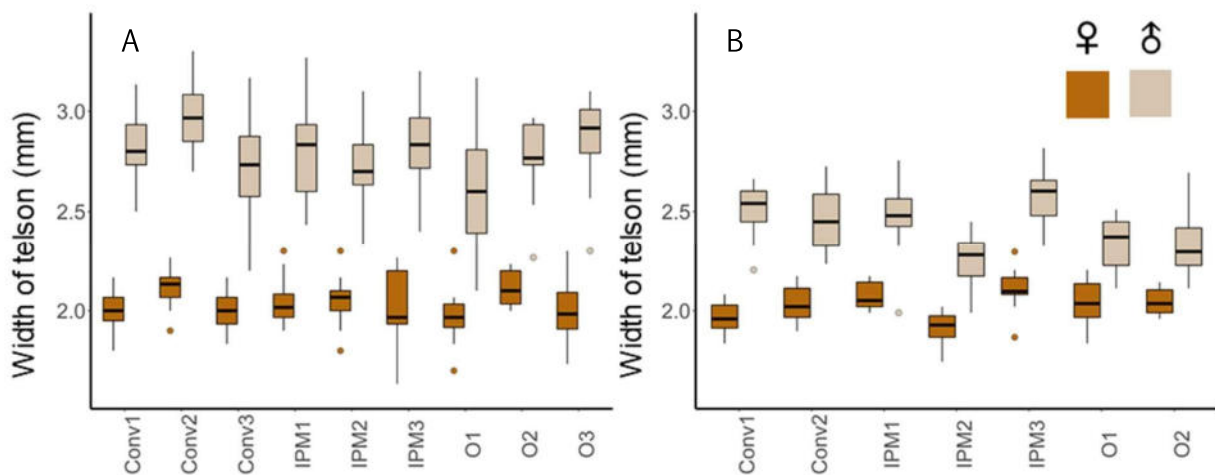 A
Width of telson (mm)
3.0
2.5
2.0
Conv1
Conv2
Conv3
IPM1
IPM2
IPM3
O1
O2
O3
B
♀ ♂
Width of telson (mm)
3.0
2.5
2.0
Conv1
Conv2
IPM1
IPM2
IPM3
O1
O2